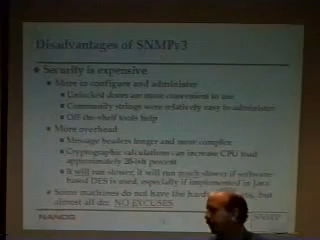 Disadvantages of SNMPv3
Security is expensive
More to configure and administer
Unlocked doors are more convenient to use
Community strings were relatively easy to administer
Off-the-shelf tools help
More overhead
Message headers longer and more complex
Cryptographic calculations can increase CPU load
approximately 20-ish percent
It will run slower, it will run much slower if software-
based DES is used, especially if implemented in Java
Some machines do not have the hardware, but
almost all do: NO EXCUSES
NANOG
SNMP